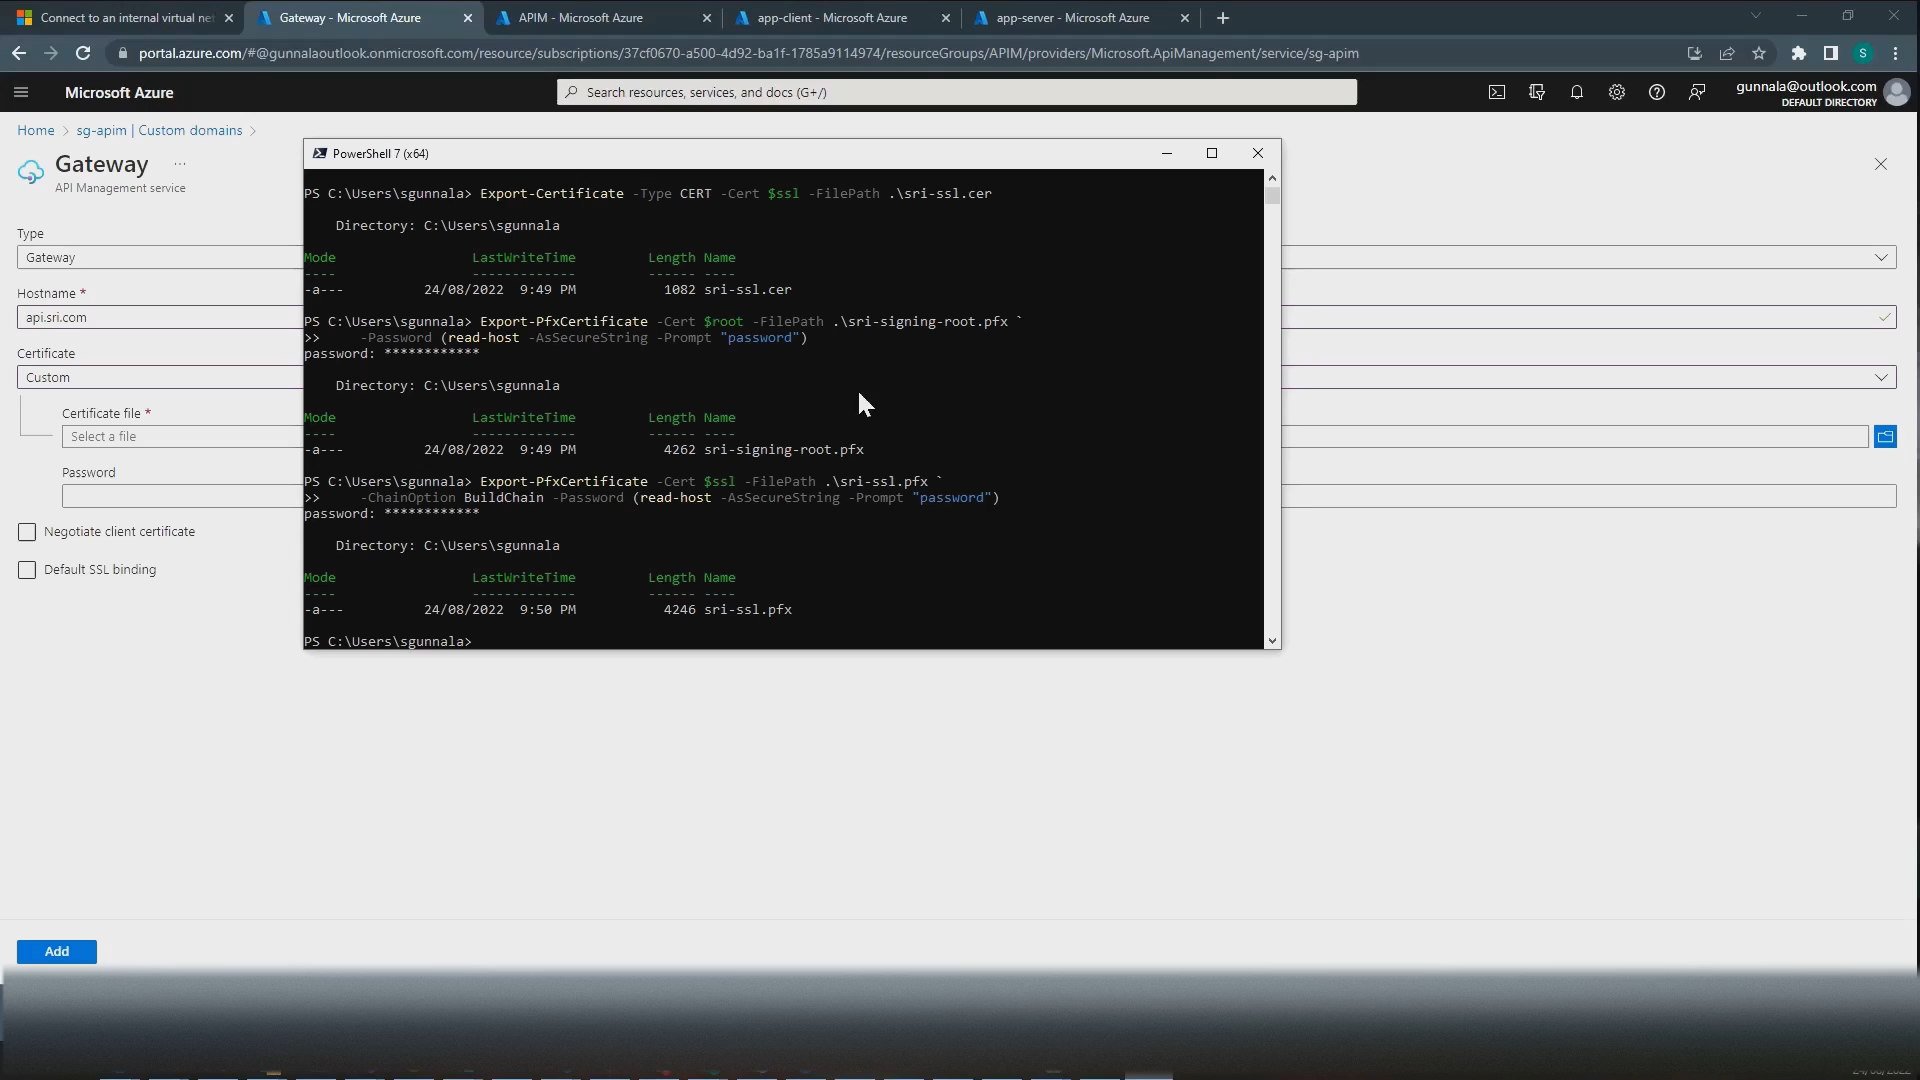 Connect to an internal virtual net
Gateway - Microsoft Azure
APIM - Microsoft Azure
app-client - Microsoft Azure
app-server - Microsoft Azure
portal.azure.com/#@gunnalaoutlook.onmicrosoft.com/resource/subscriptions/37cf0670-a500-4d92-ba1f-1785a9114974/resourceGroups/APIM/providers/Microsoft.ApiManagement/service/sg-apim
S
Microsoft Azure
Search resources, services, and docs (G+/)
gunnala@outlook.com
DEFAULT DIRECTORY
Home > sg-apim | Custom domains >
Gateway ...
API Management service
Type
Gateway
Hostname *
api.sri.com
Certificate
Custom
Certificate file *
Select a file
Password
Negotiate client certificate
Default SSL binding
Add
PowerShell 7 (x64)
PS C:\Users\sgunnala> Export-Certificate -Type CERT -Cert $ssl -FilePath .\sri-ssl.cer
Directory: C:\Users\sgunnala
Mode LastWriteTime Length Name
---- ------------- ------ ----
-a--- 24/08/2022 9:49 PM 1082 sri-ssl.cer
PS C:\Users\sgunnala> Export-PfxCertificate -Cert $root -FilePath .\sri-signing-root.pfx `
>> -Password (read-host -AsSecureString -Prompt "password")
password: ************
Directory: C:\Users\sgunnala
Mode LastWriteTime Length Name
---- ------------- ------ ----
-a--- 24/08/2022 9:49 PM 4262 sri-signing-root.pfx
PS C:\Users\sgunnala> Export-PfxCertificate -Cert $ssl -FilePath .\sri-ssl.pfx `
>> -ChainOption BuildChain -Password (read-host -AsSecureString -Prompt "password")
password: ************
Directory: C:\Users\sgunnala
Mode LastWriteTime Length Name
---- ------------- ------ ----
-a--- 24/08/2022 9:50 PM 4246 sri-ssl.pfx
PS C:\Users\sgunnala>